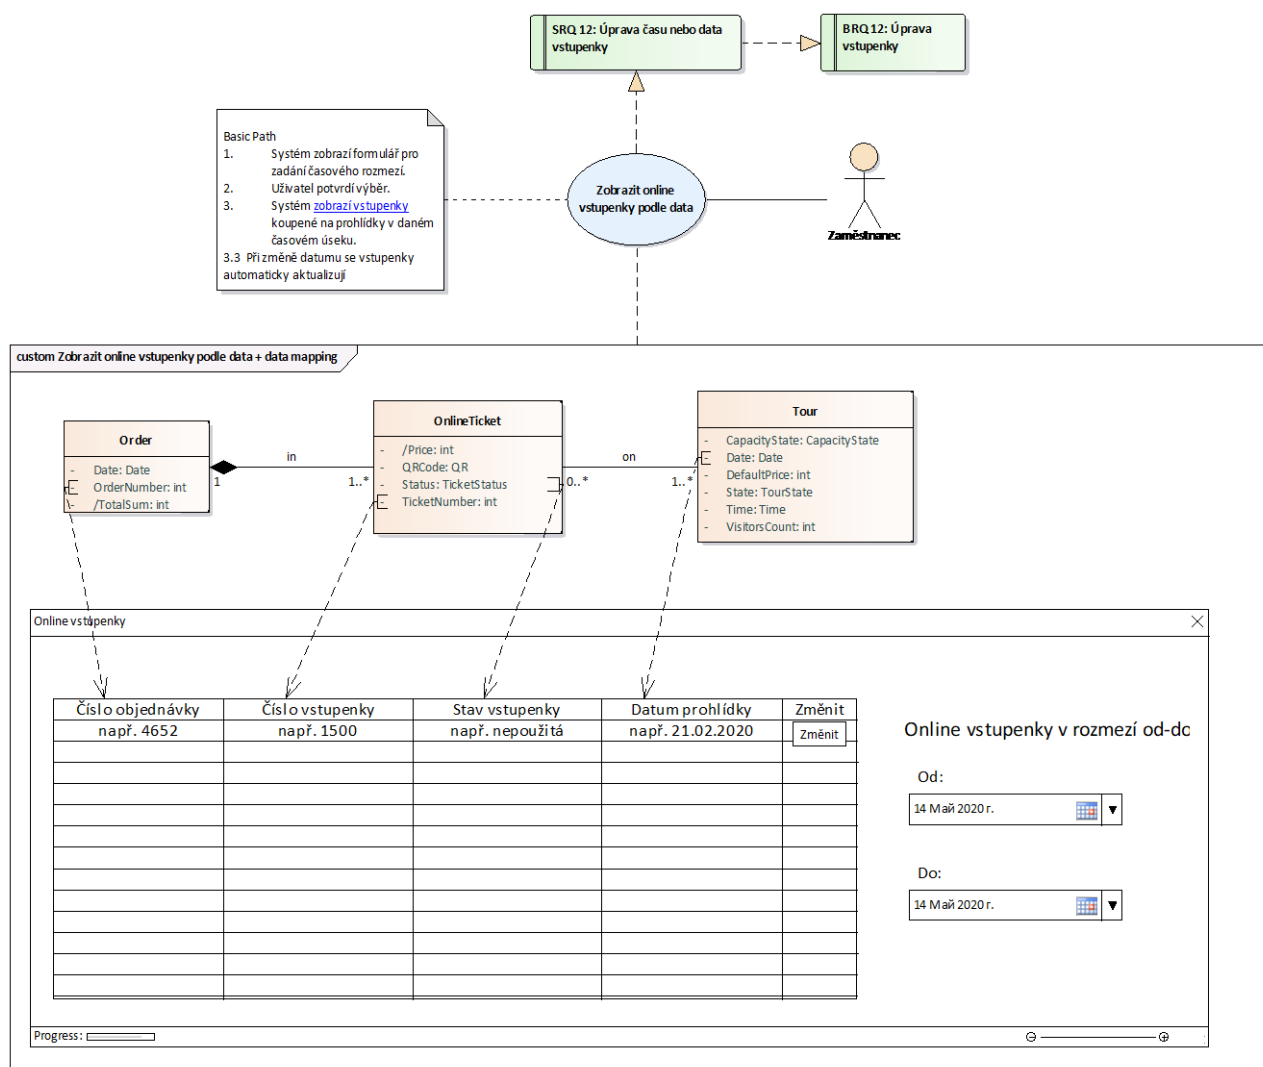 SRQ 12: Úprava času nebo data
vstupenky
BRQ 12: Úprava
vstupenky
Basic Path
1. Systém zobrazí formulář pro
zadání časového rozmezí.
2. Uživatel potvrdí výběr.
3. Systém zobrazí vstupenky
koupené na prohlídky v daném
časovém úseku.
3.3 Při změně datumu se vstupenky
automaticky aktualizují
Zobrazit online
vstupenky podle data
Zaměstnanec
custom Zobrazit online vstupenky podle data + data mapping
Order
- Date: Date
- OrderNumber: int
- /TotalSum: int
1
in
1..*
OnlineTicket
- /Price: int
- QRCode: QR
- Status: TicketStatus
- TicketNumber: int
0..*
on
1..*
Tour
- CapacityState: CapacityState
- Date: Date
- DefaultPrice: int
- State: TourState
- Time: Time
- VisitorsCount: int
Online vstupenky
Číslo objednávky Číslo vstupenky Stav vstupenky Datum prohlídky Změnit
např. 4652 např. 1500 např. nepoužitá např. 21.02.2020 Změnit
Online vstupenky v rozmezí od-do
Od:
14 Май 2020 г.
Do:
14 Май 2020 г.
Progress: